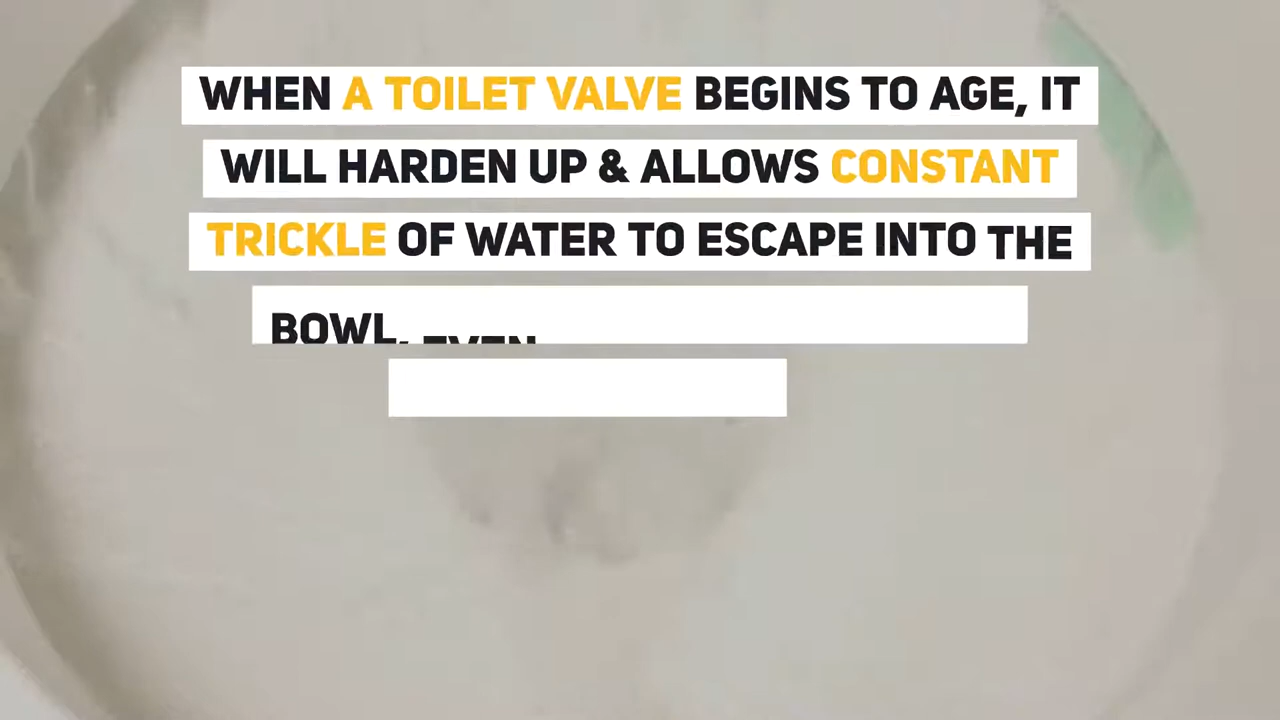 WHEN A TOILET VALVE BEGINS TO AGE, IT
WILL HARDEN UP & ALLOWS CONSTANT
TRICKLE OF WATER TO ESCAPE INTO THE
BOWL, EVEN